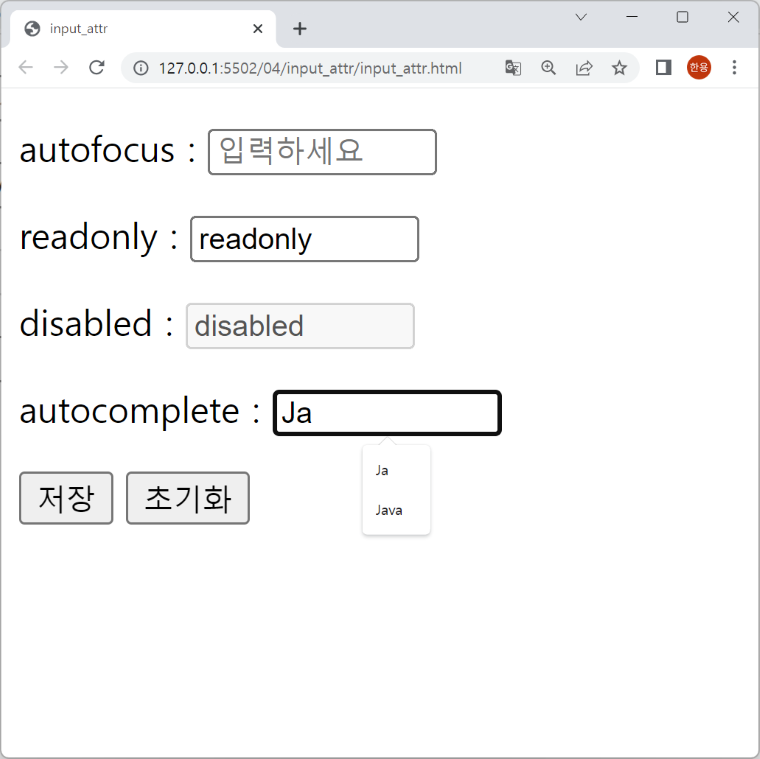 input_attr
127.0.0.1:5502/04/input_attr/input_attr.html
한용
autofocus : 입력하세요
readonly : readonly
disabled : disabled
autocomplete : Ja
Ja
Java
저장 초기화